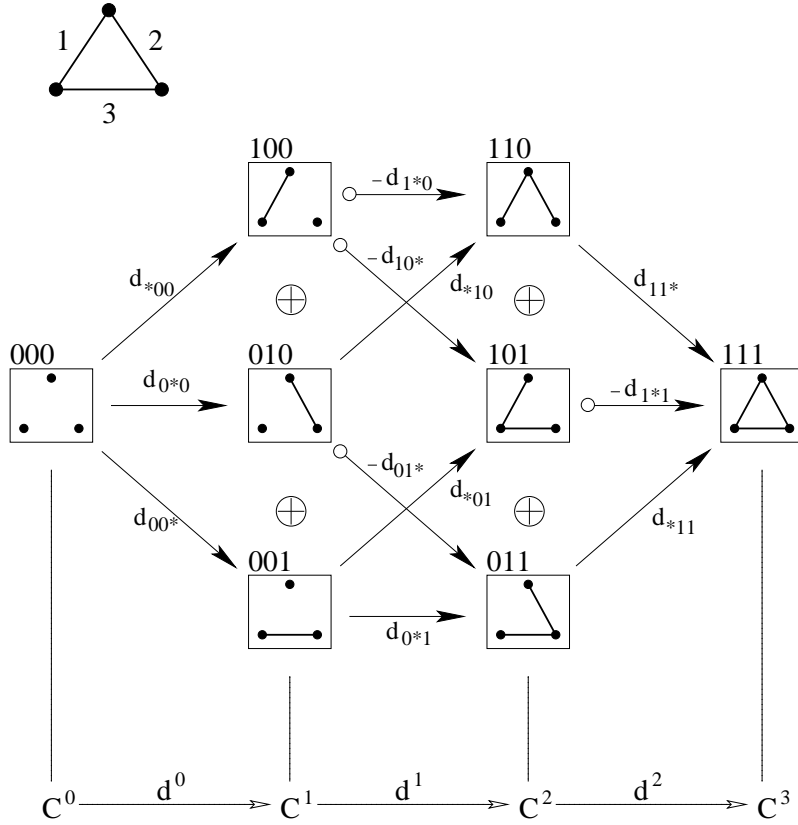 1 2
3
100 110
-d₁*₀
-d₁₀*
d*₀₀ d*₁₀ d₁₁*
000 010 101 111
d₀*₀ -d₁*₁
-d₀₁*
d₀₀* d*₀₁ d*₁₁
001 011
d₀*₁
d⁰ d¹ d²
C⁰ C¹ C² C³